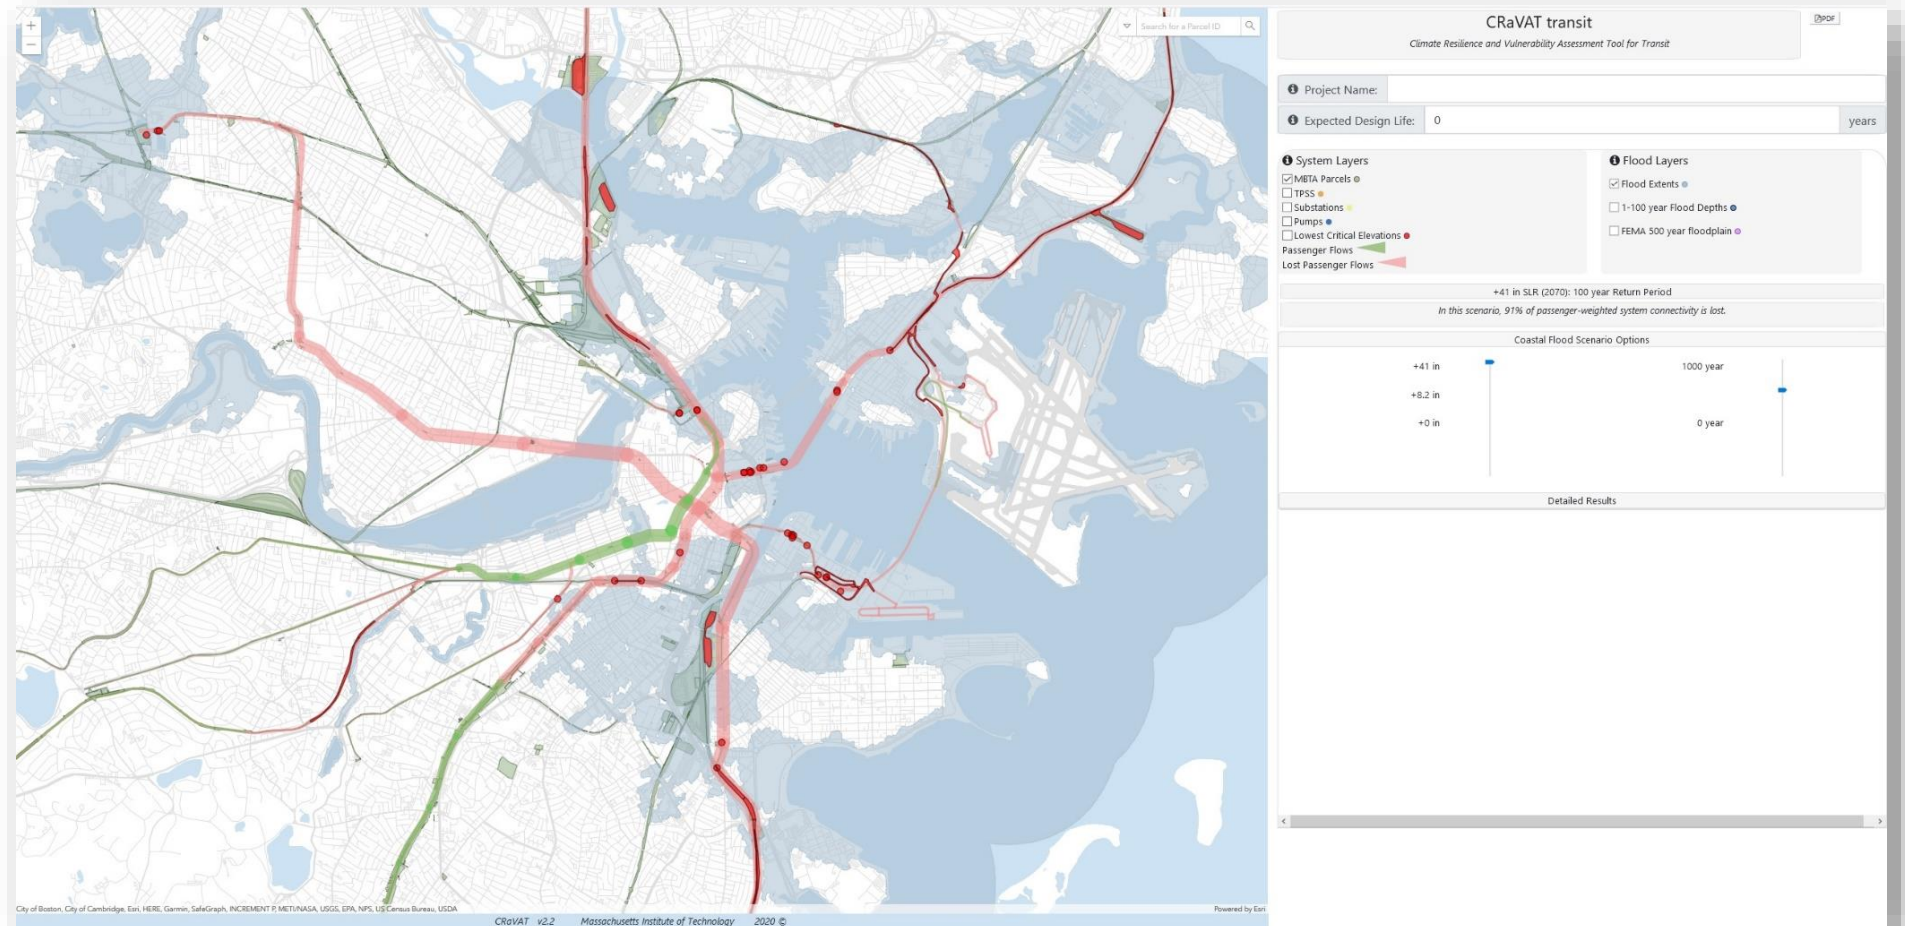 +
−
Search for a Parcel ID
CRaVAT transit
PDF
Climate Resilience and Vulnerability Assessment Tool for Transit
Project Name:
Expected Design Life: 0 years
System Layers
MBTA Parcels
TPSS
Substations
Pumps
Lowest Critical Elevations
Passenger Flows
Lost Passenger Flows
Flood Layers
Flood Extents
1-100 year Flood Depths
FEMA 500 year floodplain
+41 in SLR (2070): 100 year Return Period
In this scenario, 91% of passenger-weighted system connectivity is lost.
Coastal Flood Scenario Options
+41 in
+8.2 in
+0 in
1000 year
0 year
Detailed Results
City of Boston, City of Cambridge, Esri, HERE, Garmin, SafeGraph, INCREMENT P, METI/NASA, USGS, EPA, NPS, US Census Bureau, USDA
Powered by Esri
CRaVAT v2.2 Massachusetts Institute of Technology 2020 ©